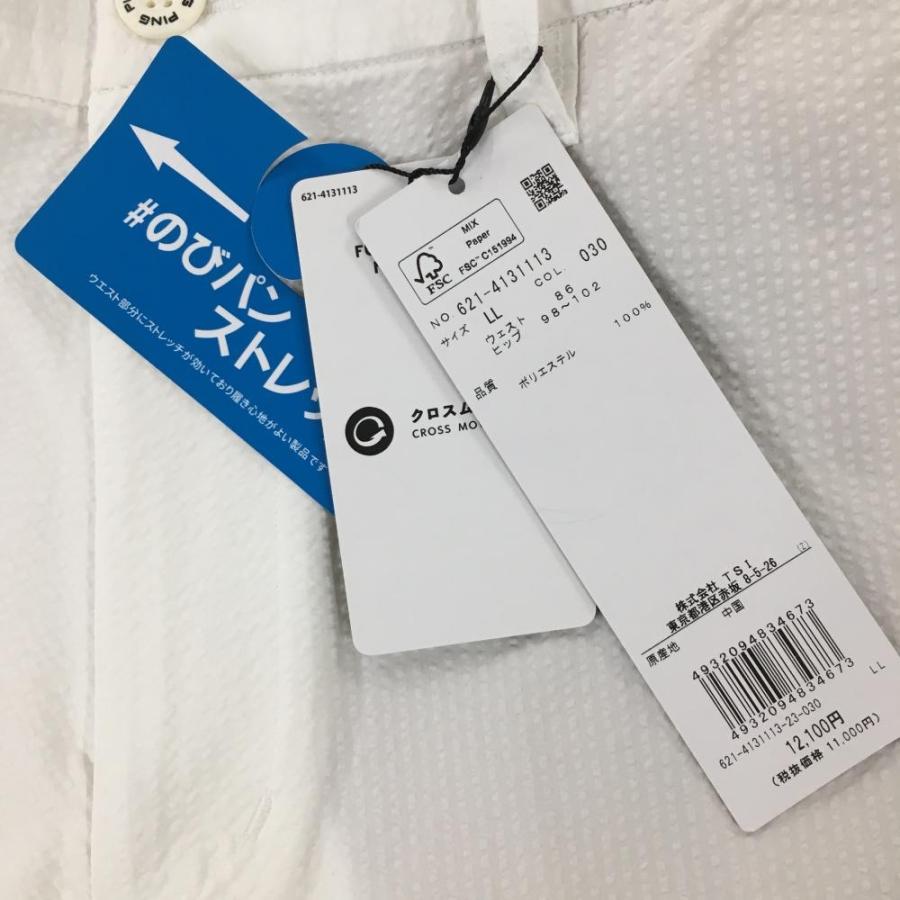 PING
#のびパン
ストレッ
ウエスト部分にストレッチが効いており履き心地がよい製品です
621-4131113
クロスム
CROSS MO
MIX
Paper
FSC™ C151994
FSC
NO. 621-4131113
サイズ LL COL. 030
ウェスト 86
ヒップ 98~102
品質 ポリエステル 100%
株式会社 TSI
東京都港区赤坂 8-5-26 (2)
原産地 中国
4932094834673
4932094834673
621-4131113-23-030 LL
12,100円
(税抜価格 11,000円)